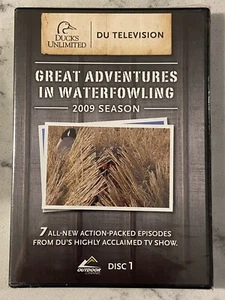 DUCKS
UNLIMITED
DU TELEVISION
GREAT ADVENTURES
IN WATERFOWLING
2009 SEASON
7 ALL-NEW ACTION-PACKED EPISODES
FROM DU'S HIGHLY ACCLAIMED TV SHOW.
OUTDOOR
DISC 1